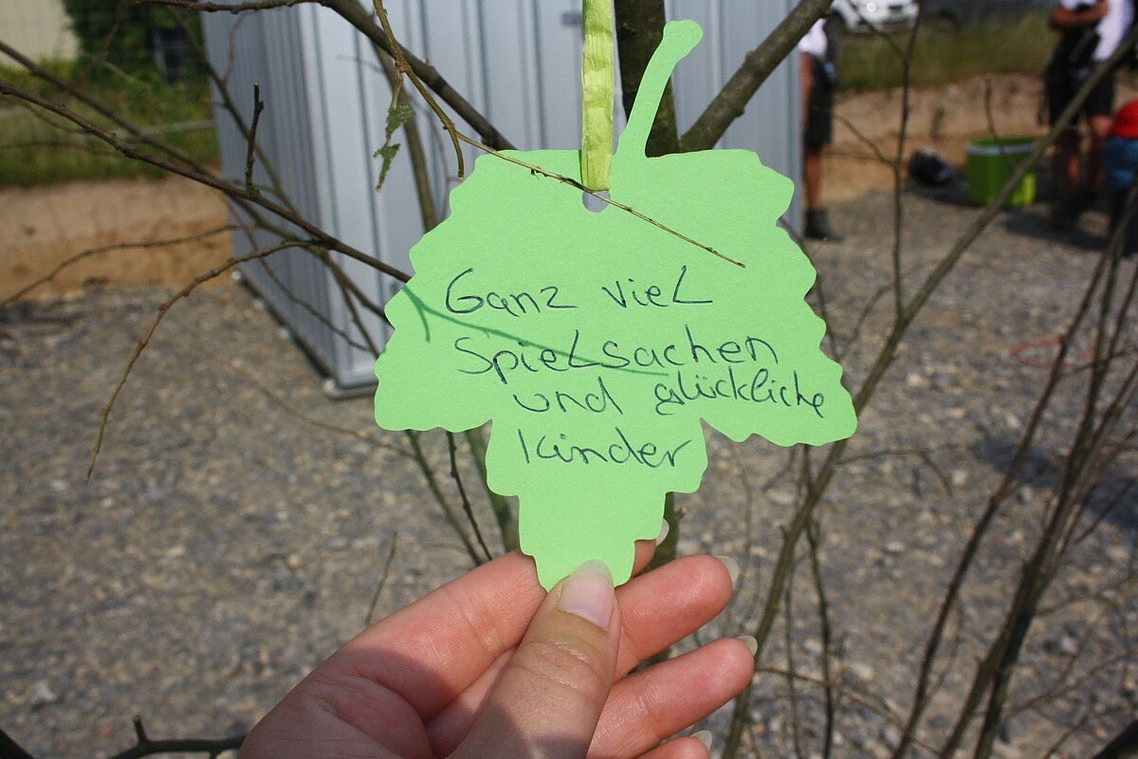 Ganz viel
Spielsachen
und glückliche
Kinder